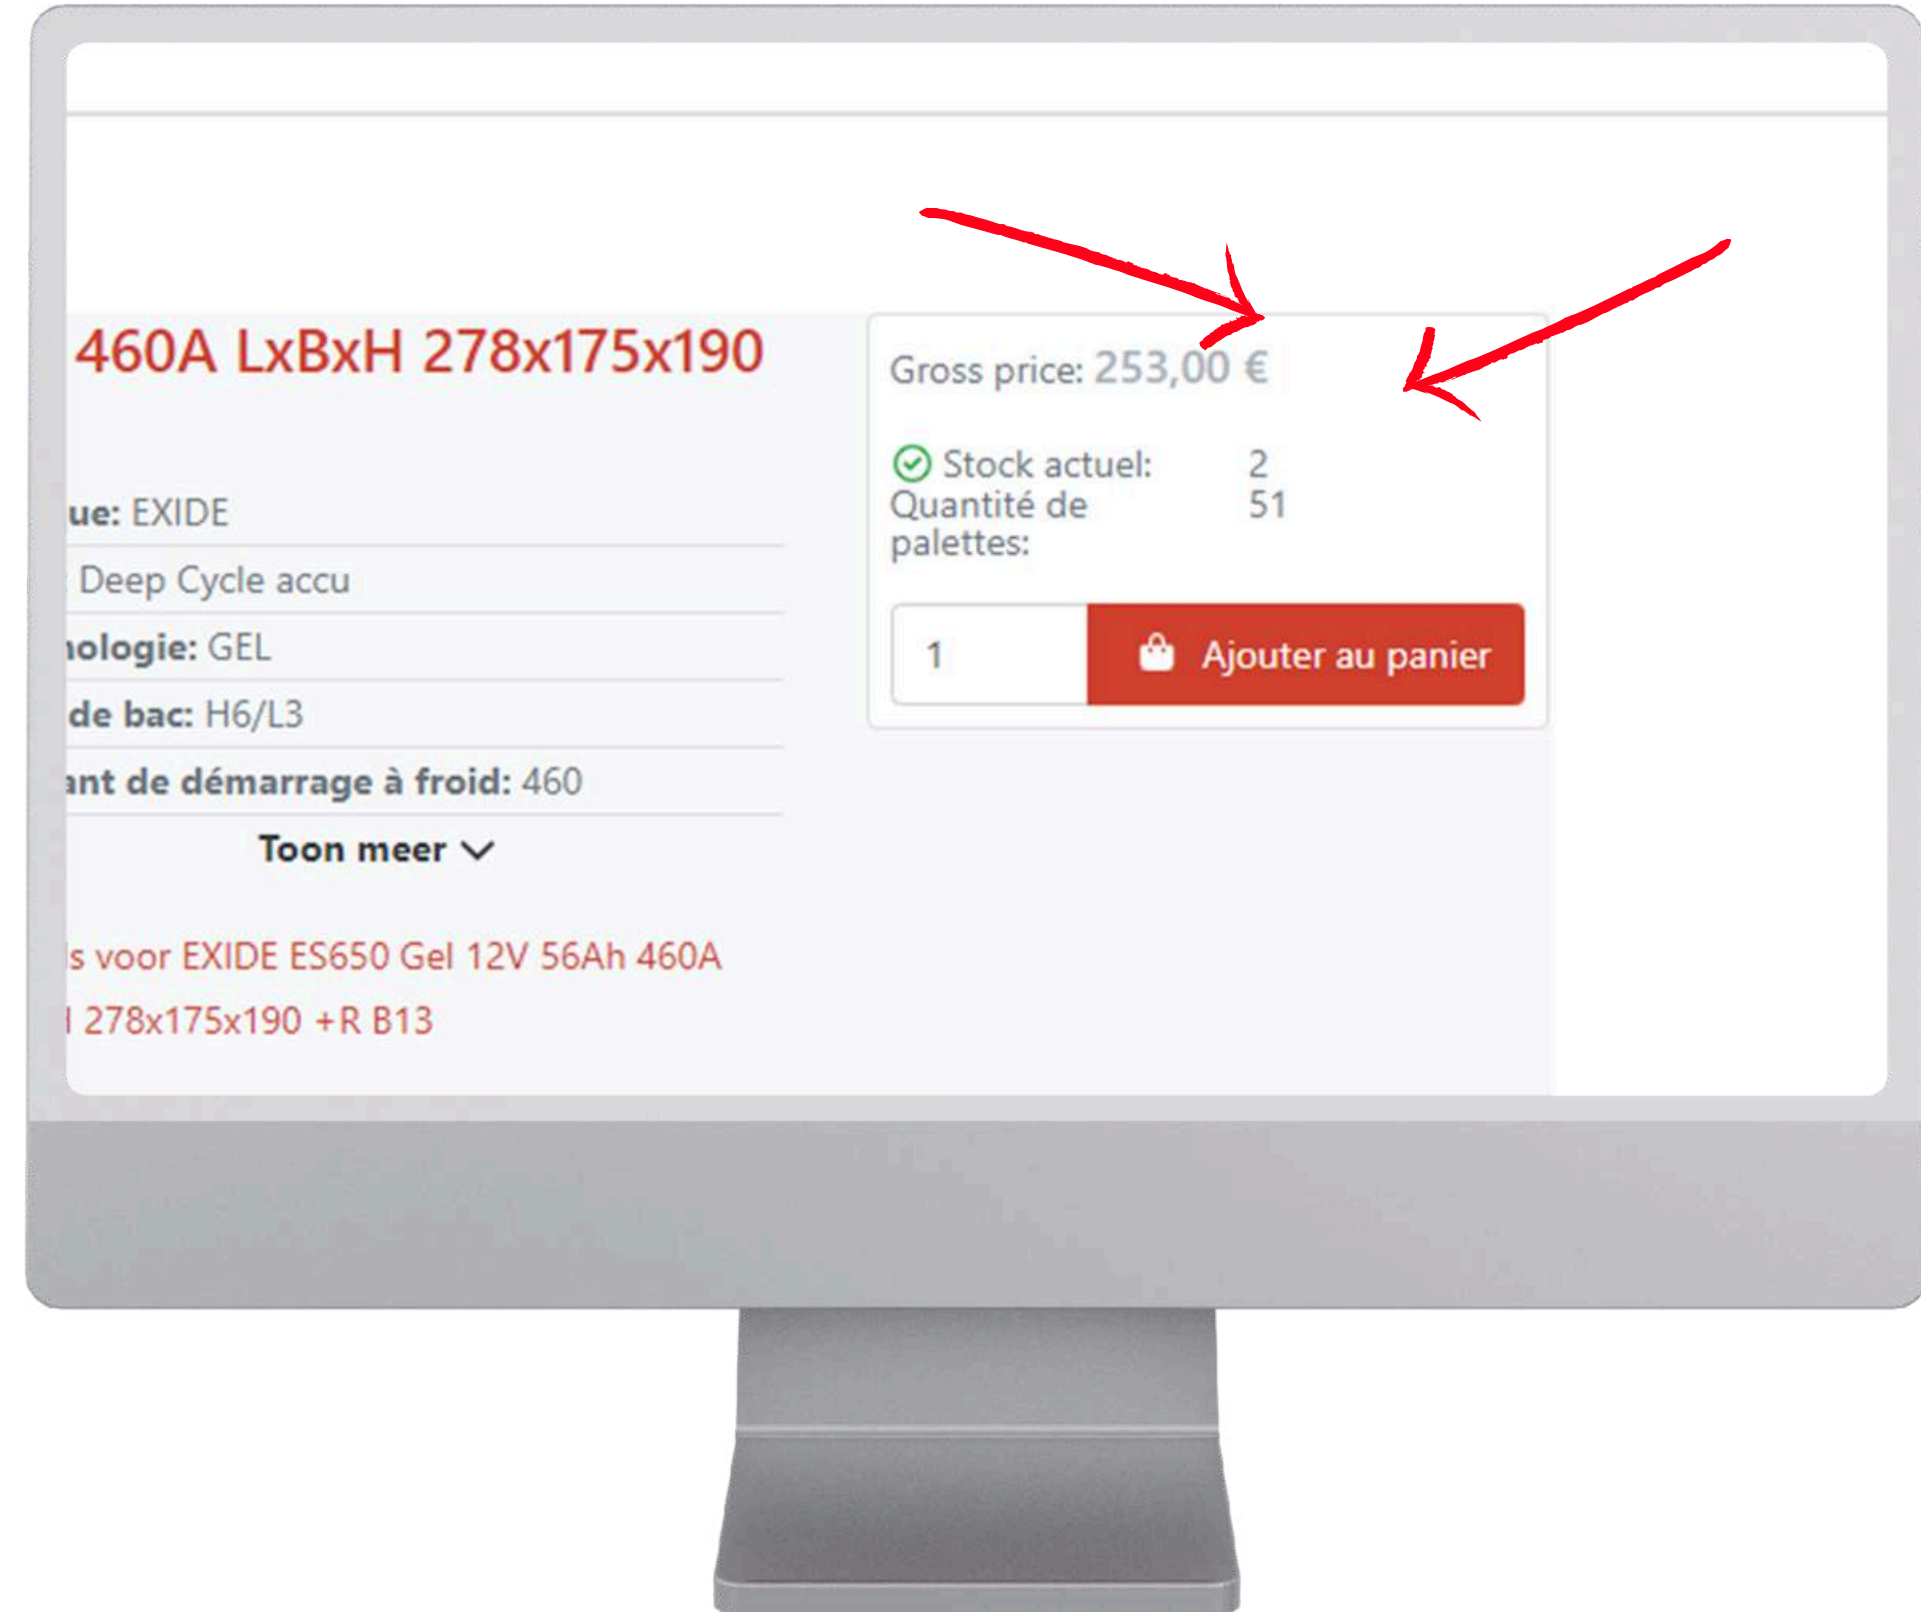 460A LxBxH 278x175x190
ue: EXIDE
Deep Cycle accu
nologie: GEL
de bac: H6/L3
ant de démarrage à froid: 460
Toon meer
ls voor EXIDE ES650 Gel 12V 56Ah 460A
278x175x190 +R B13
Gross price: 253,00 €
Stock actuel: 2
Quantité de 51
palettes:
1 Ajouter au panier